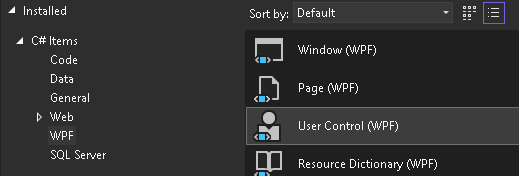 Installed
Sort by: Default
C# Items
Code
Data
General
Web
WPF
SQL Server
Window (WPF)
Page (WPF)
User Control (WPF)
Resource Dictionary (WPF)